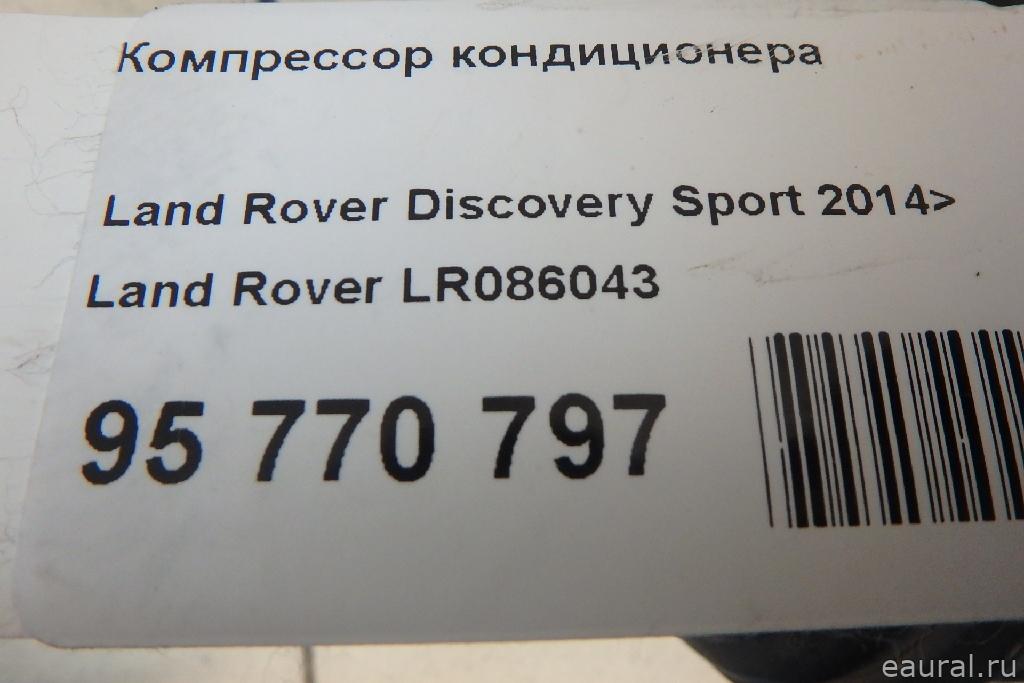 Компрессор кондиционера
Land Rover Discovery Sport 2014>
Land Rover LR086043
95 770 797
eaural.ru